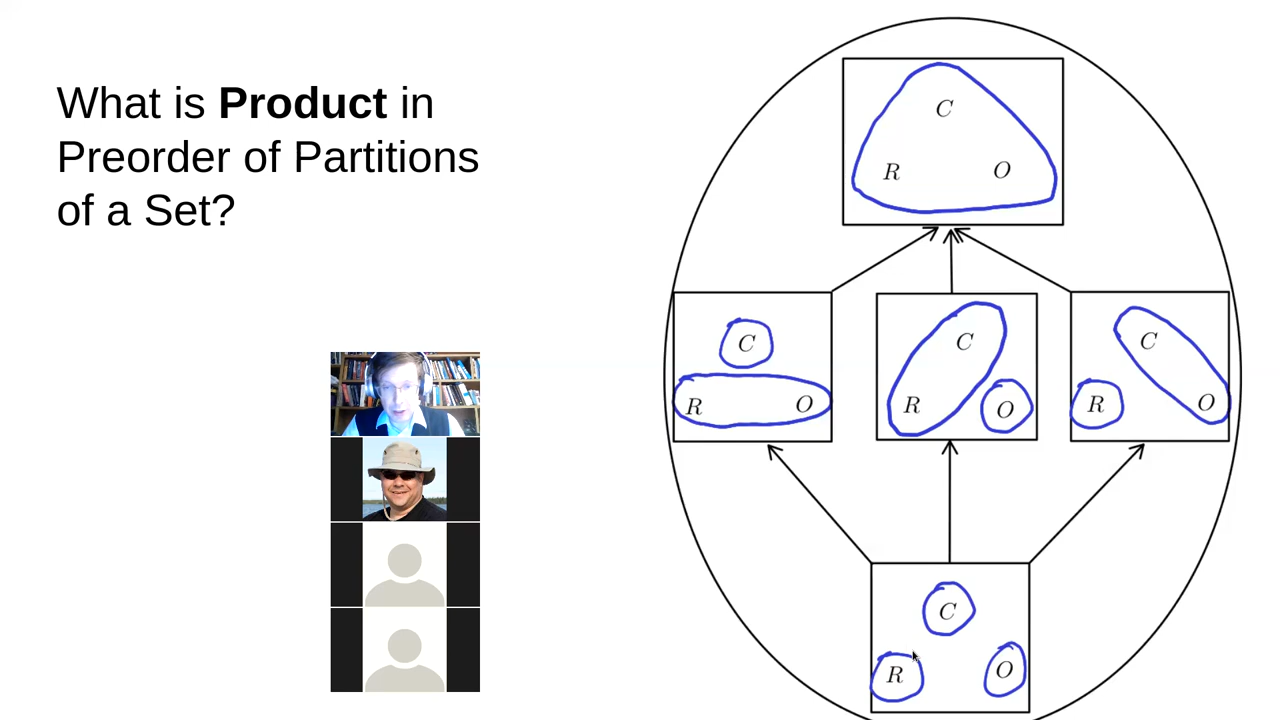 What is Product in
Preorder of Partitions
of a Set?
C
R O
C
R O
C
R O
C
R O
C
R O